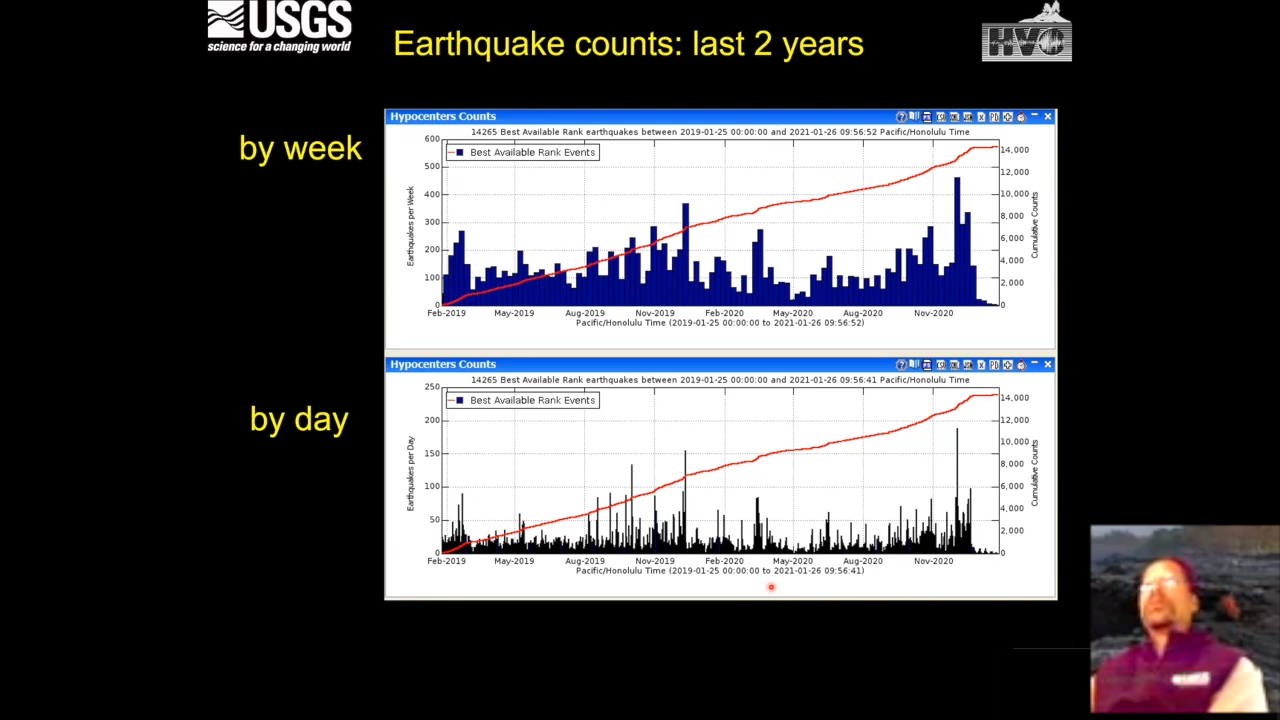 USGS
science for a changing world
Earthquake counts: last 2 years
HVO
by week
Hypocenters Counts
14265 Best Available Rank earthquakes between 2019-01-25 00:00:00 and 2021-01-26 09:56:52 Pacific/Honolulu Time
Best Available Rank Events
600
500
400
300
200
100
0
Earthquakes per Week
14,000
12,000
10,000
8,000
6,000
4,000
2,000
0
Cumulative Counts
Feb-2019 May-2019 Aug-2019 Nov-2019 Feb-2020 May-2020 Aug-2020 Nov-2020
Pacific/Honolulu Time (2019-01-25 00:00:00 to 2021-01-26 09:56:52)
by day
Hypocenters Counts
14265 Best Available Rank earthquakes between 2019-01-25 00:00:00 and 2021-01-26 09:56:41 Pacific/Honolulu Time
Best Available Rank Events
250
200
150
100
50
0
Earthquakes per Day
14,000
12,000
10,000
8,000
6,000
4,000
2,000
0
Cumulative Counts
Feb-2019 May-2019 Aug-2019 Nov-2019 Feb-2020 May-2020 Aug-2020 Nov-2020
Pacific/Honolulu Time (2019-01-25 00:00:00 to 2021-01-26 09:56:41)